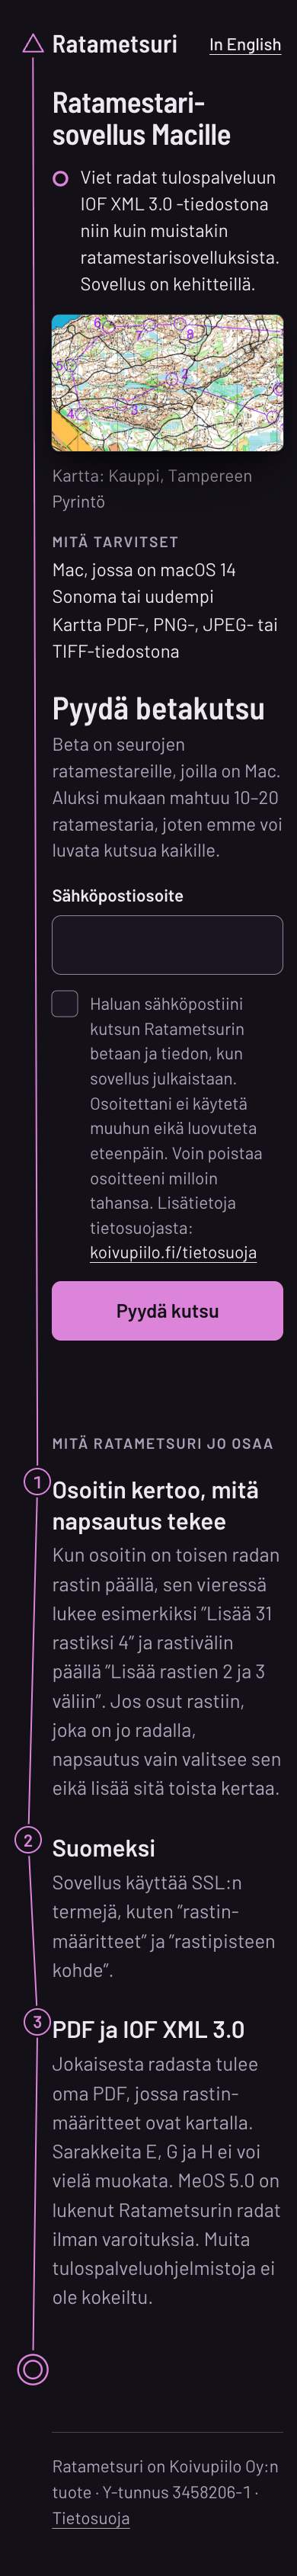 Ratametsuri
In English
Ratamestari-
sovellus Macille
Viet radat tulospalveluun
IOF XML 3.0 -tiedostona
niin kuin muistakin
ratamestarisovelluksista.
Sovellus on kehitteillä.
6
7
8
5
2
4
3
Kartta: Kauppi, Tampereen
Pyrintö
MITÄ TARVITSET
Mac, jossa on macOS 14
Sonoma tai uudempi
Kartta PDF-, PNG-, JPEG- tai
TIFF-tiedostona
Pyydä betakutsu
Beta on seurojen
ratamestareille, joilla on Mac.
Aluksi mukaan mahtuu 10–20
ratamestaria, joten emme voi
luvata kutsua kaikille.
Sähköpostiosoite
Haluan sähköpostiini
kutsun Ratametsurin
betaan ja tiedon, kun
sovellus julkaistaan.
Osoitettani ei käytetä
muuhun eikä luovuteta
eteenpäin. Voin poistaa
osoitteeni milloin
tahansa. Lisätietoja
tietosuojasta:
koivupiilo.fi/tietosuoja
Pyydä kutsu
MITÄ RATAMETSURI JO OSAA
1
Osoitin kertoo, mitä
napsautus tekee
Kun osoitin on toisen radan
rastin päällä, sen vieressä
lukee esimerkiksi ”Lisää 31
rastiksi 4” ja rastivälin
päällä ”Lisää rastien 2 ja 3
väliin”. Jos osut rastiin,
joka on jo radalla,
napsautus vain valitsee sen
eikä lisää sitä toista kertaa.
2
Suomeksi
Sovellus käyttää SSL:n
termejä, kuten ”rastin-
määritteet” ja ”rastipisteen
kohde”.
3
PDF ja IOF XML 3.0
Jokaisesta radasta tulee
oma PDF, jossa rastin-
määritteet ovat kartalla.
Sarakkeita E, G ja H ei voi
vielä muokata. MeOS 5.0 on
lukenut Ratametsurin radat
ilman varoituksia. Muita
tulospalveluohjelmistoja ei
ole kokeiltu.
Ratametsuri on Koivupiilo Oy:n
tuote · Y-tunnus 3458206-1 ·
Tietosuoja